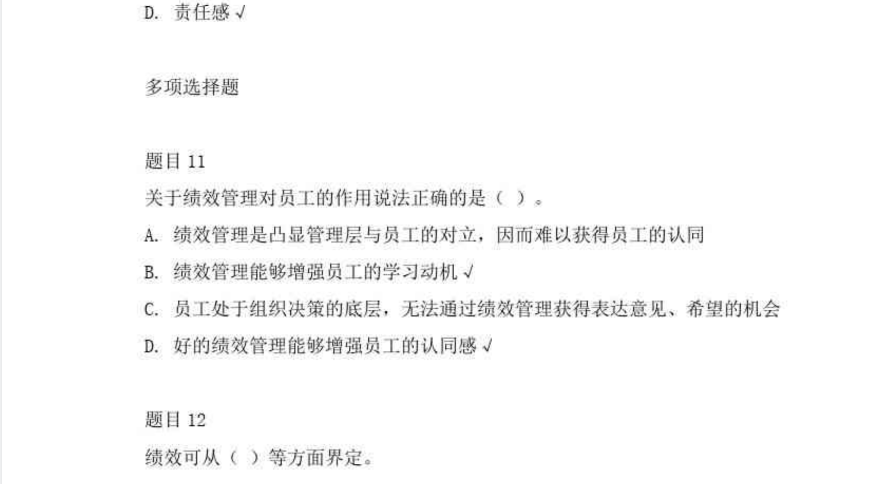 D. 责任感√
多项选择题
题目 11
关于绩效管理对员工的作用说法正确的是（ ）。
A. 绩效管理是凸显管理层与员工的对立，因而难以获得员工的认同
B. 绩效管理能够增强员工的学习动机√
C. 员工处于组织决策的底层，无法通过绩效管理获得表达意见、希望的机会
D. 好的绩效管理能够增强员工的认同感√
题目 12
绩效可从（ ）等方面界定。